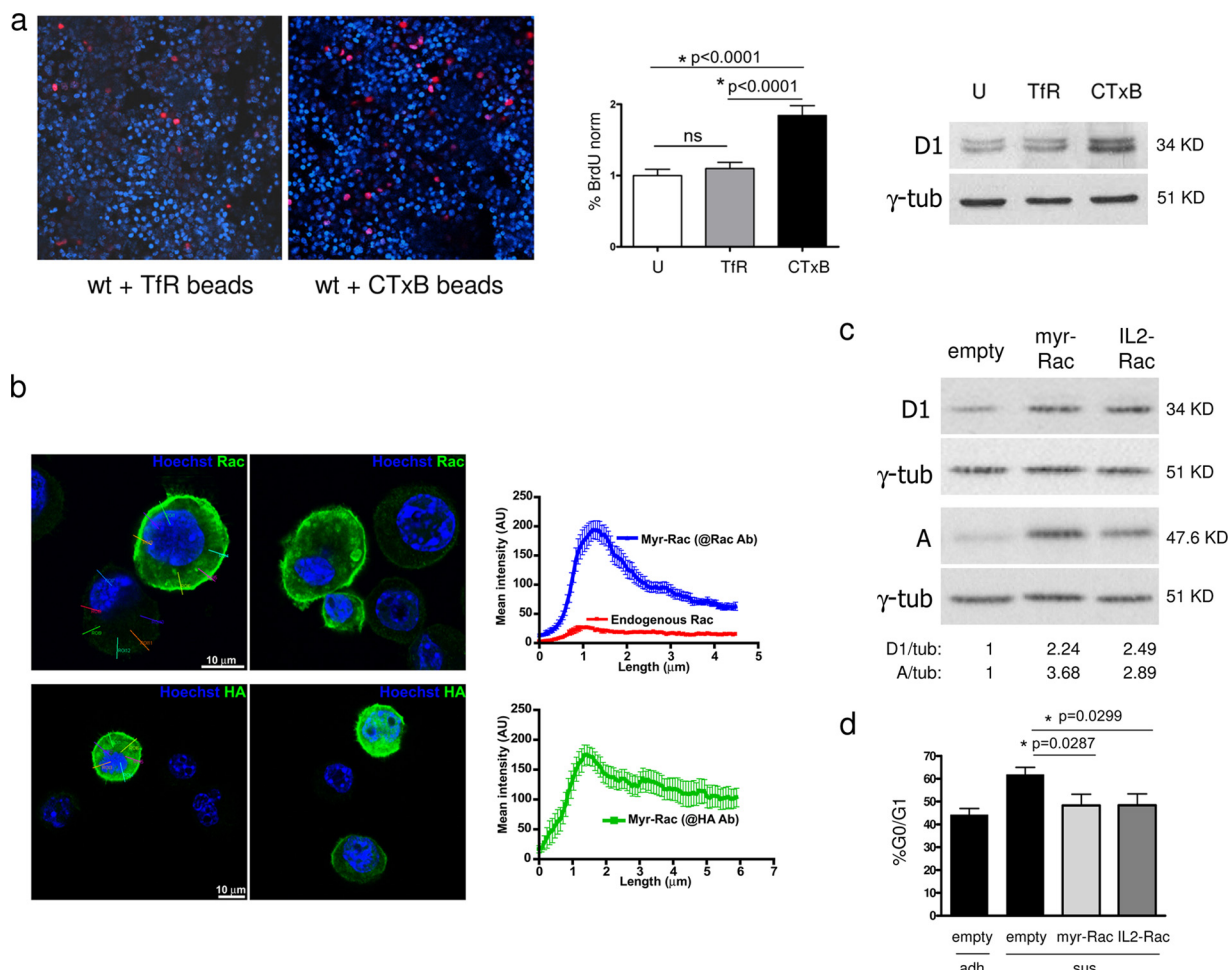 a
wt + TfR beads
wt + CTxB beads
* p<0.0001
* p<0.0001
ns
% BrdU norm
2
1
0
U
TfR
CTxB
U
TfR
CTxB
D1
34 KD
γ-tub
51 KD
b
Hoechst Rac
Hoechst Rac
10 µm
Hoechst HA
Hoechst HA
10 µm
10 µm
Mean intensity (AU)
250
200
150
100
50
0
Myr-Rac (@Rac Ab)
Endogenous Rac
0 1 2 3 4 5
Length (µm)
Mean intensity (AU)
250
200
150
100
50
0
Myr-Rac (@HA Ab)
0 1 2 3 4 5 6 7
Length (µm)
c
empty
myr-Rac
IL2-Rac
D1
34 KD
γ-tub
51 KD
A
47.6 KD
γ-tub
51 KD
D1/tub: 1 2.24 2.49
A/tub: 1 3.68 2.89
d
* p=0.0299
* p=0.0287
%G0/G1
70
60
50
40
30
20
10
0
empty
empty
myr-Rac
IL2-Rac
adh
sus